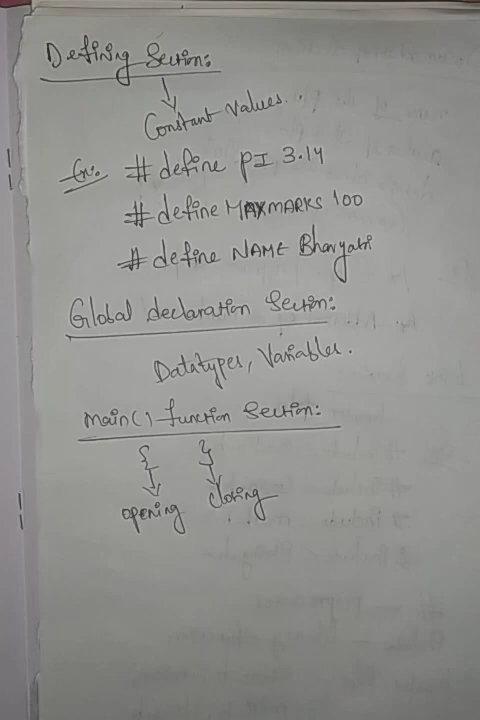 Defining Section:
Constant Values..
Ex:- # define PI 3.14
# define MAXMARKS 100
# define NAME Bhavyasri
Global declaration Section:
Datatypes, Variables.
Main() function Section:
{ }
opening closing